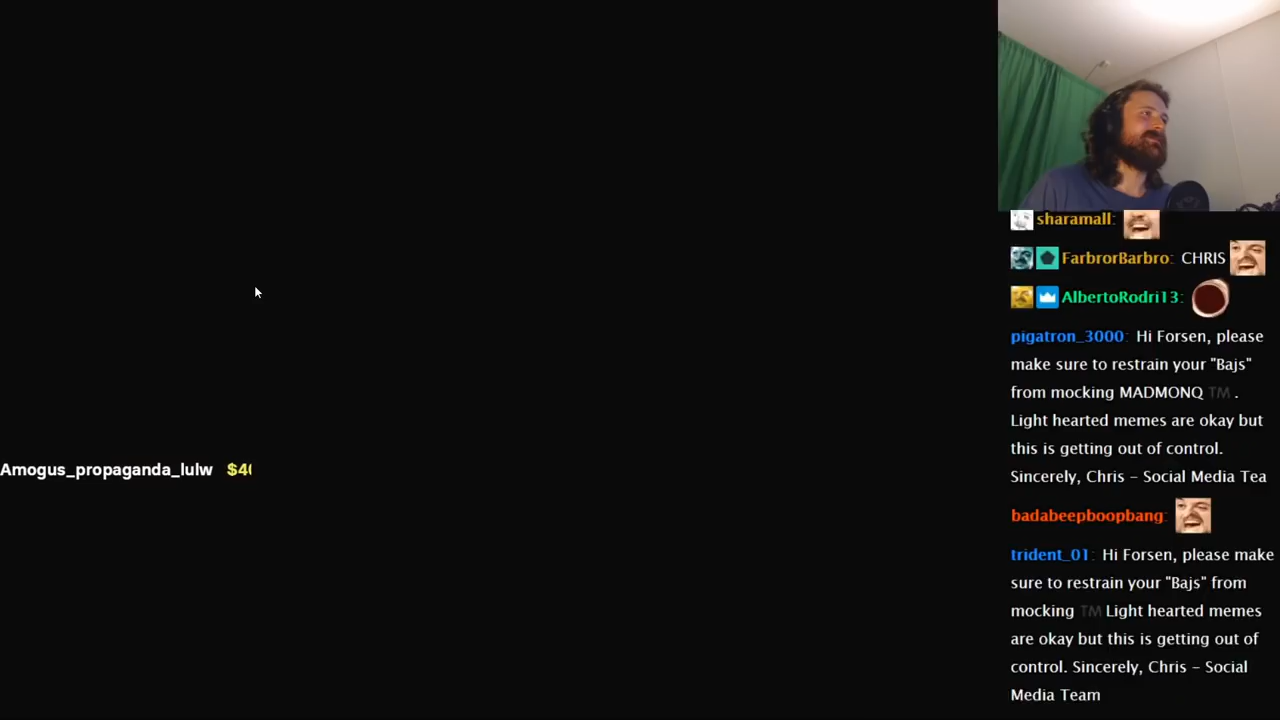 sharamall:
FarbrorBarbro: CHRIS
AlbertoRodri13:
pigatron_3000: Hi Forsen, please
make sure to restrain your "Bajs"
from mocking MADMONQ ™ .
Light hearted memes are okay but
this is getting out of control.
Sincerely, Chris - Social Media Tea
badabeepboopbang:
trident_01: Hi Forsen, please make
sure to restrain your "Bajs" from
mocking ™ Light hearted memes
are okay but this is getting out of
control. Sincerely, Chris - Social
Media Team
Amogus_propaganda_lulw